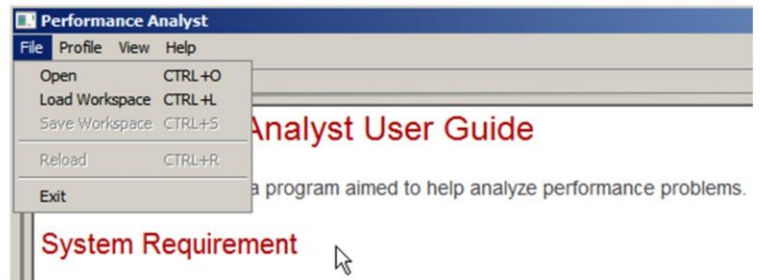 Performance Analyst
File Profile View Help
Open CTRL+O
Load Workspace CTRL+L
Save Workspace CTRL+S
Analyst User Guide
Reload CTRL+R
a program aimed to help analyze performance problems.
Exit
System Requirement